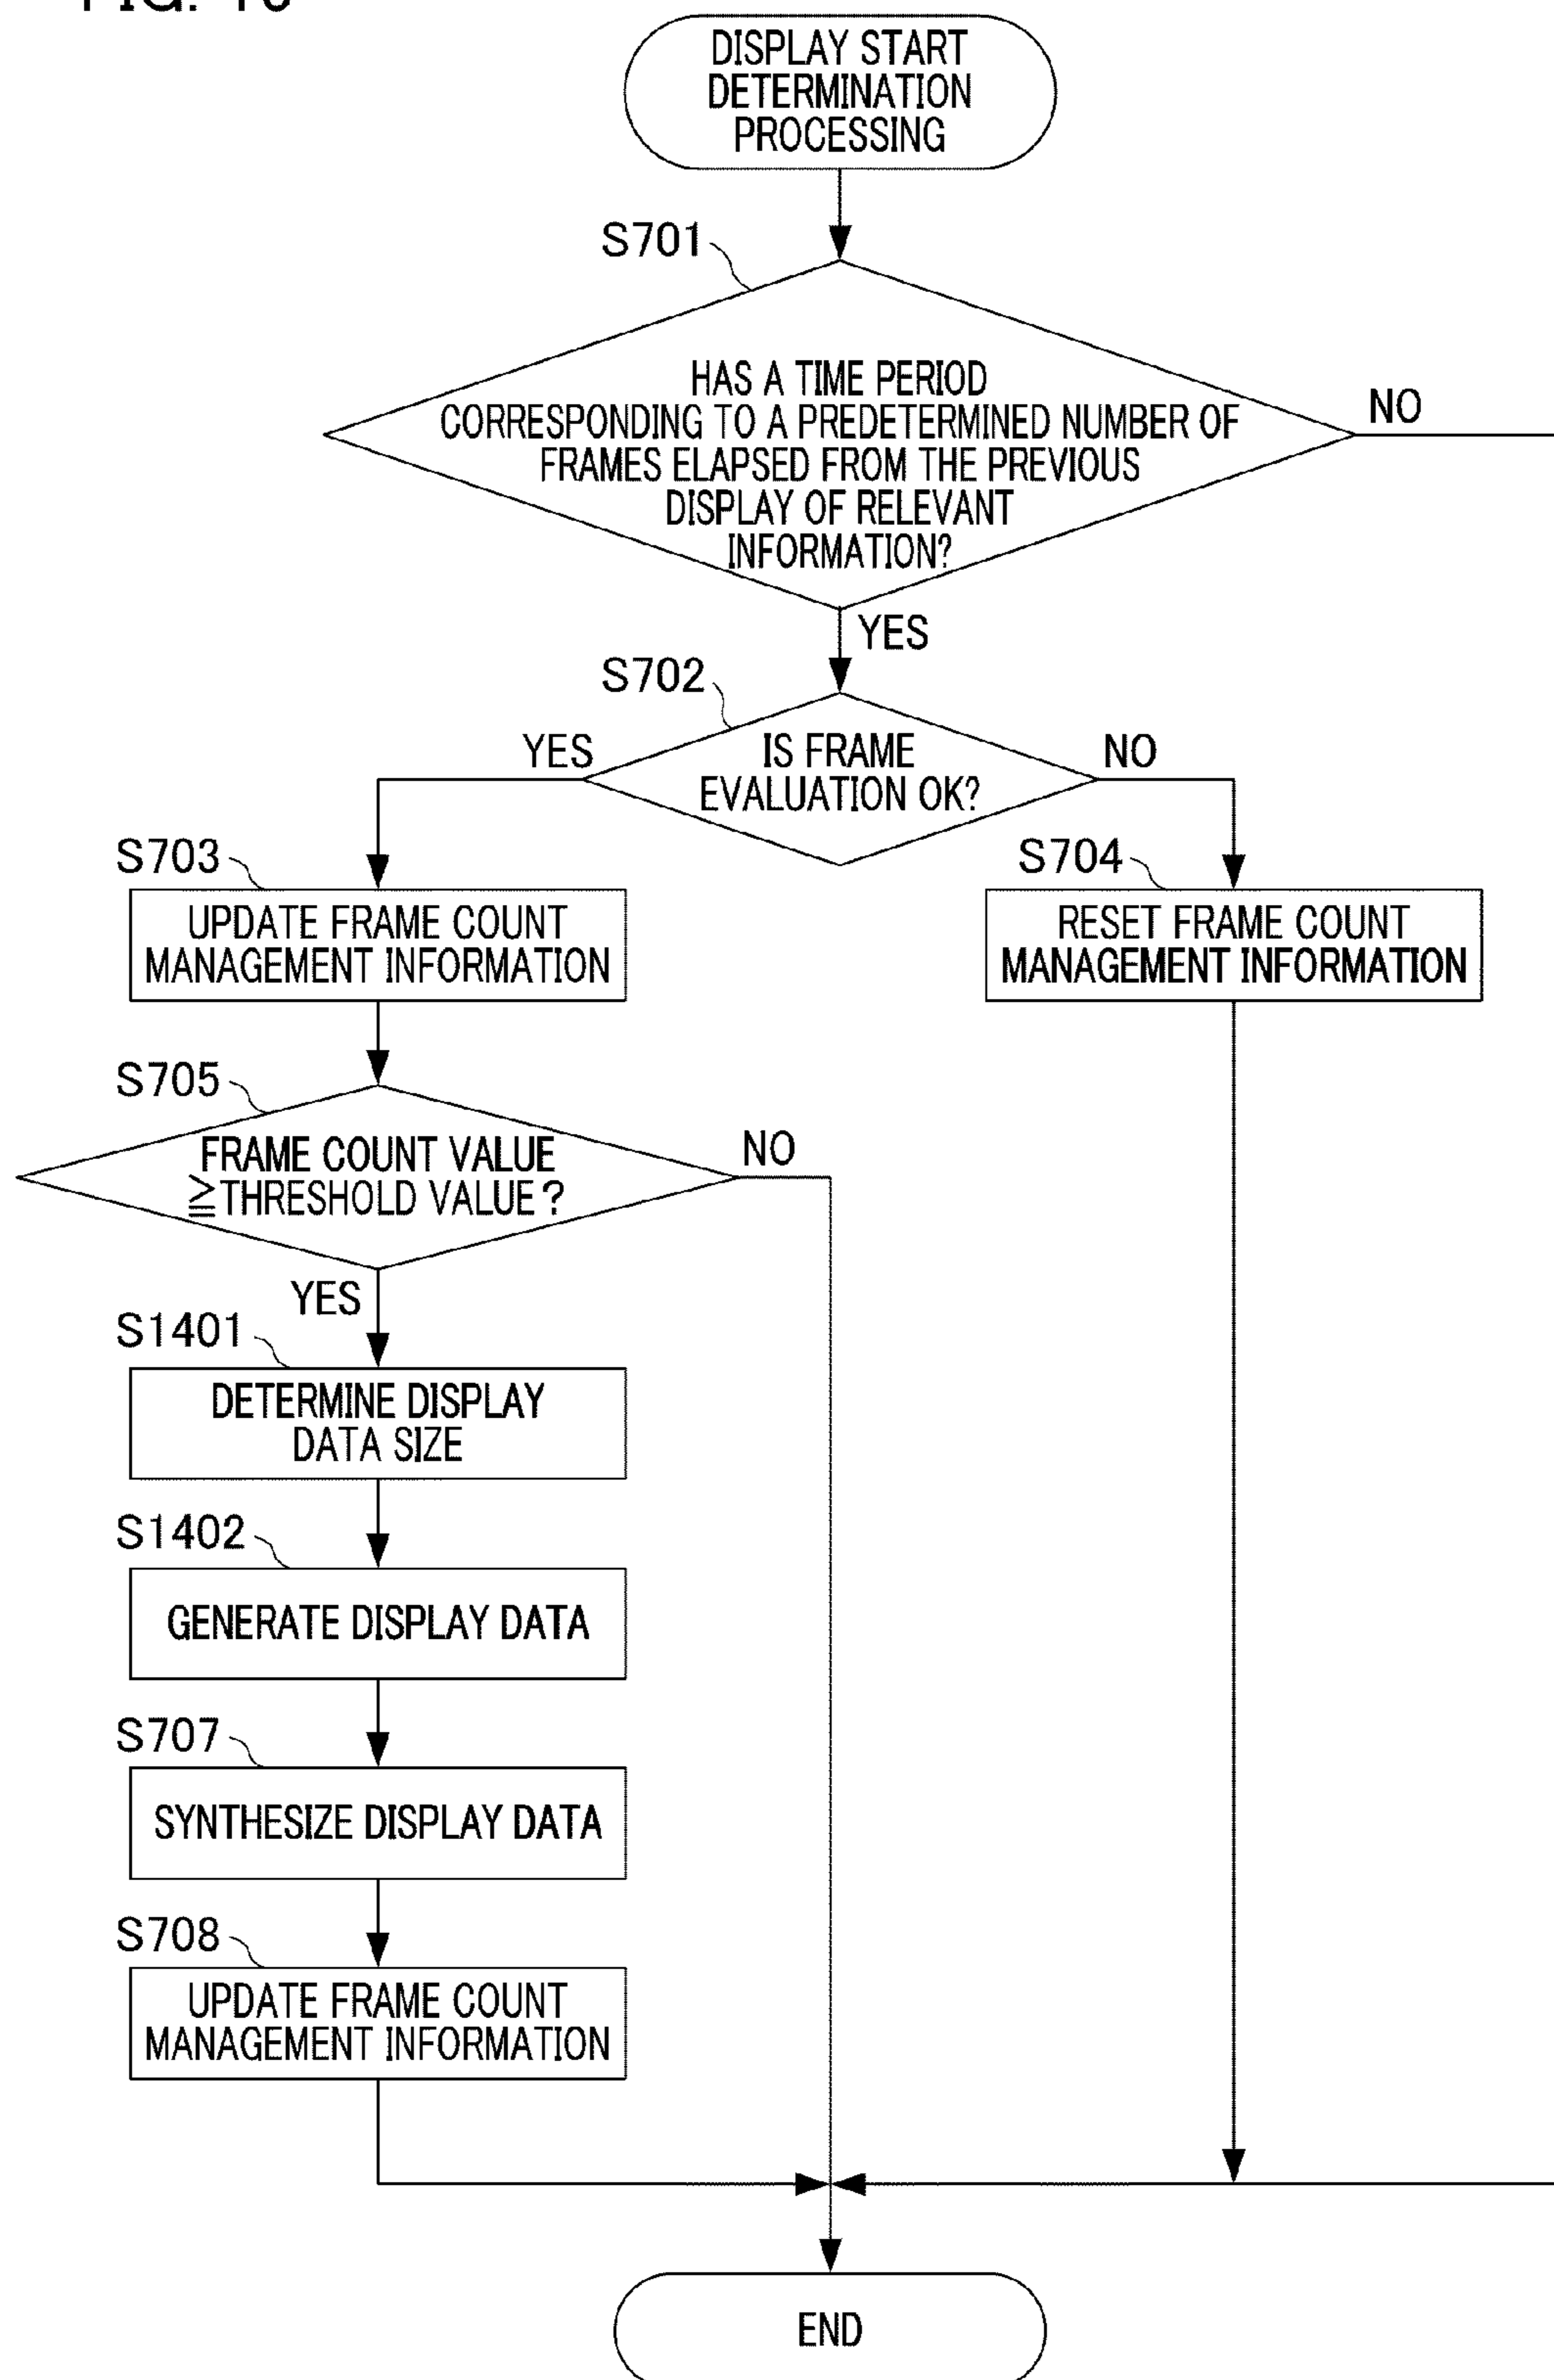 DISPLAY START
DETERMINATION
PROCESSING
S701
HAS A TIME PERIOD
CORRESPONDING TO A PREDETERMINED NUMBER OF
FRAMES ELAPSED FROM THE PREVIOUS
DISPLAY OF RELEVANT
INFORMATION?
NO
YES
S702
IS FRAME
EVALUATION OK?
YES
NO
S703
UPDATE FRAME COUNT
MANAGEMENT INFORMATION
S704
RESET FRAME COUNT
MANAGEMENT INFORMATION
S705
FRAME COUNT VALUE
≧THRESHOLD VALUE?
NO
YES
S1401
DETERMINE DISPLAY
DATA SIZE
S1402
GENERATE DISPLAY DATA
S707
SYNTHESIZE DISPLAY DATA
S708
UPDATE FRAME COUNT
MANAGEMENT INFORMATION
END